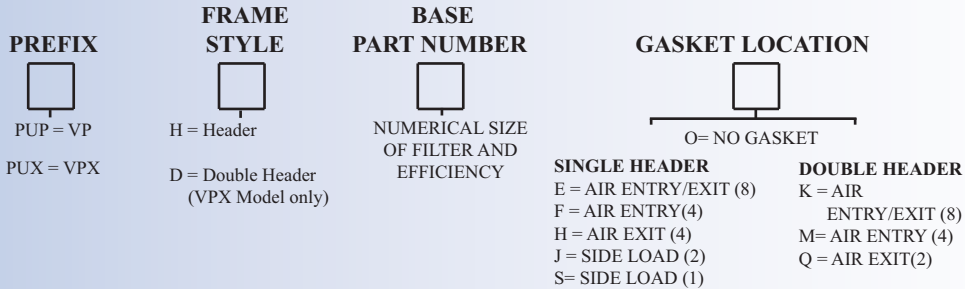 PREFIX
PUP = VP
PUX = VPX
FRAME
STYLE
H = Header
D = Double Header
(VPX Model only)
BASE
PART NUMBER
NUMERICAL SIZE
OF FILTER AND
EFFICIENCY
GASKET LOCATION
O= NO GASKET
SINGLE HEADER
E = AIR ENTRY/EXIT (8)
F = AIR ENTRY(4)
H = AIR EXIT (4)
J = SIDE LOAD (2)
S= SIDE LOAD (1)
DOUBLE HEADER
K = AIR
ENTRY/EXIT (8)
M= AIR ENTRY (4)
Q = AIR EXIT(2)